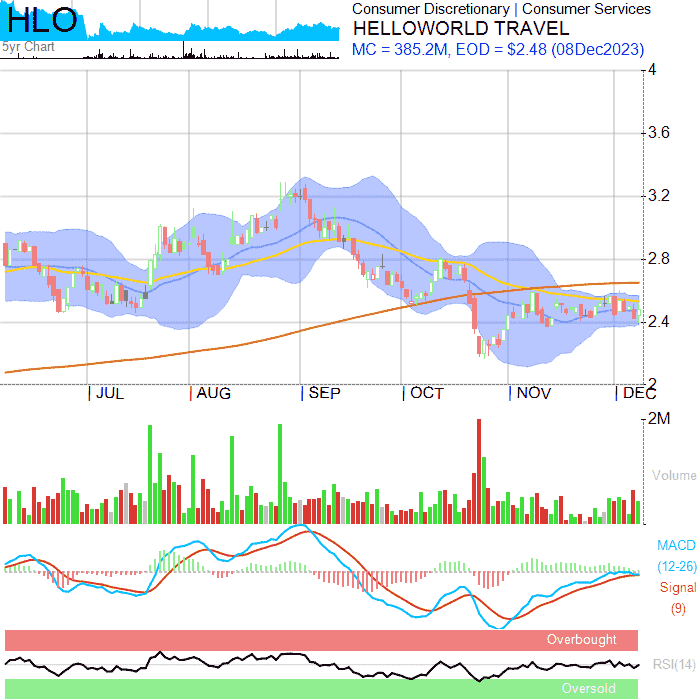 HLO
5yr Chart
Consumer Discretionary | Consumer Services
HELLOWORLD TRAVEL
MC = 385.2M, EOD = $2.48 (08Dec2023)
4
3.6
3.2
2.8
2.4
2
JUL
AUG
SEP
OCT
NOV
DEC
2M
Volume
MACD
(12-26)
Signal
(9)
Overbought
RSI(14)
Oversold